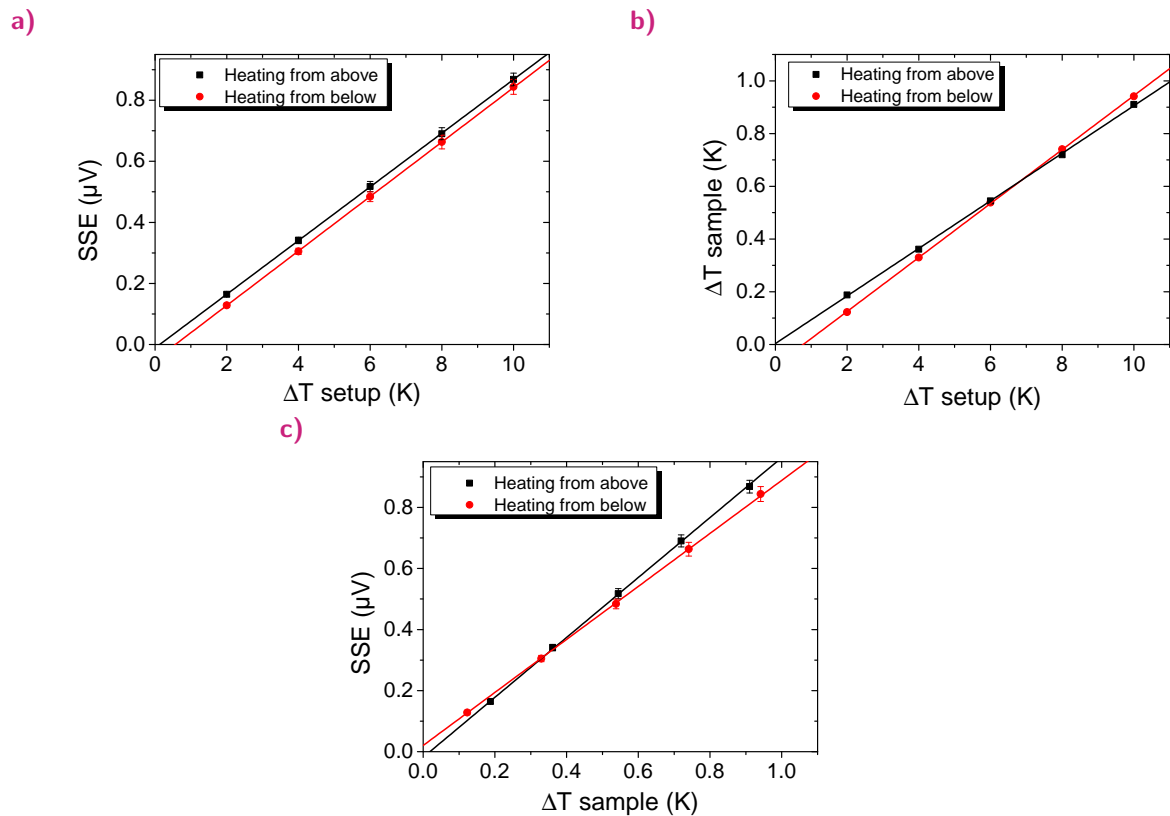 a)
Heating from above
Heating from below
0.8
0.6
0.4
0.2
0.0
0 2 4 6 8 10
SSE (µV)
ΔT setup (K)
b)
Heating from above
Heating from below
1.0
0.8
0.6
0.4
0.2
0.0
0 2 4 6 8 10
ΔT sample (K)
ΔT setup (K)
c)
Heating from above
Heating from below
0.8
0.6
0.4
0.2
0.0
0.0 0.2 0.4 0.6 0.8 1.0
SSE (µV)
ΔT sample (K)